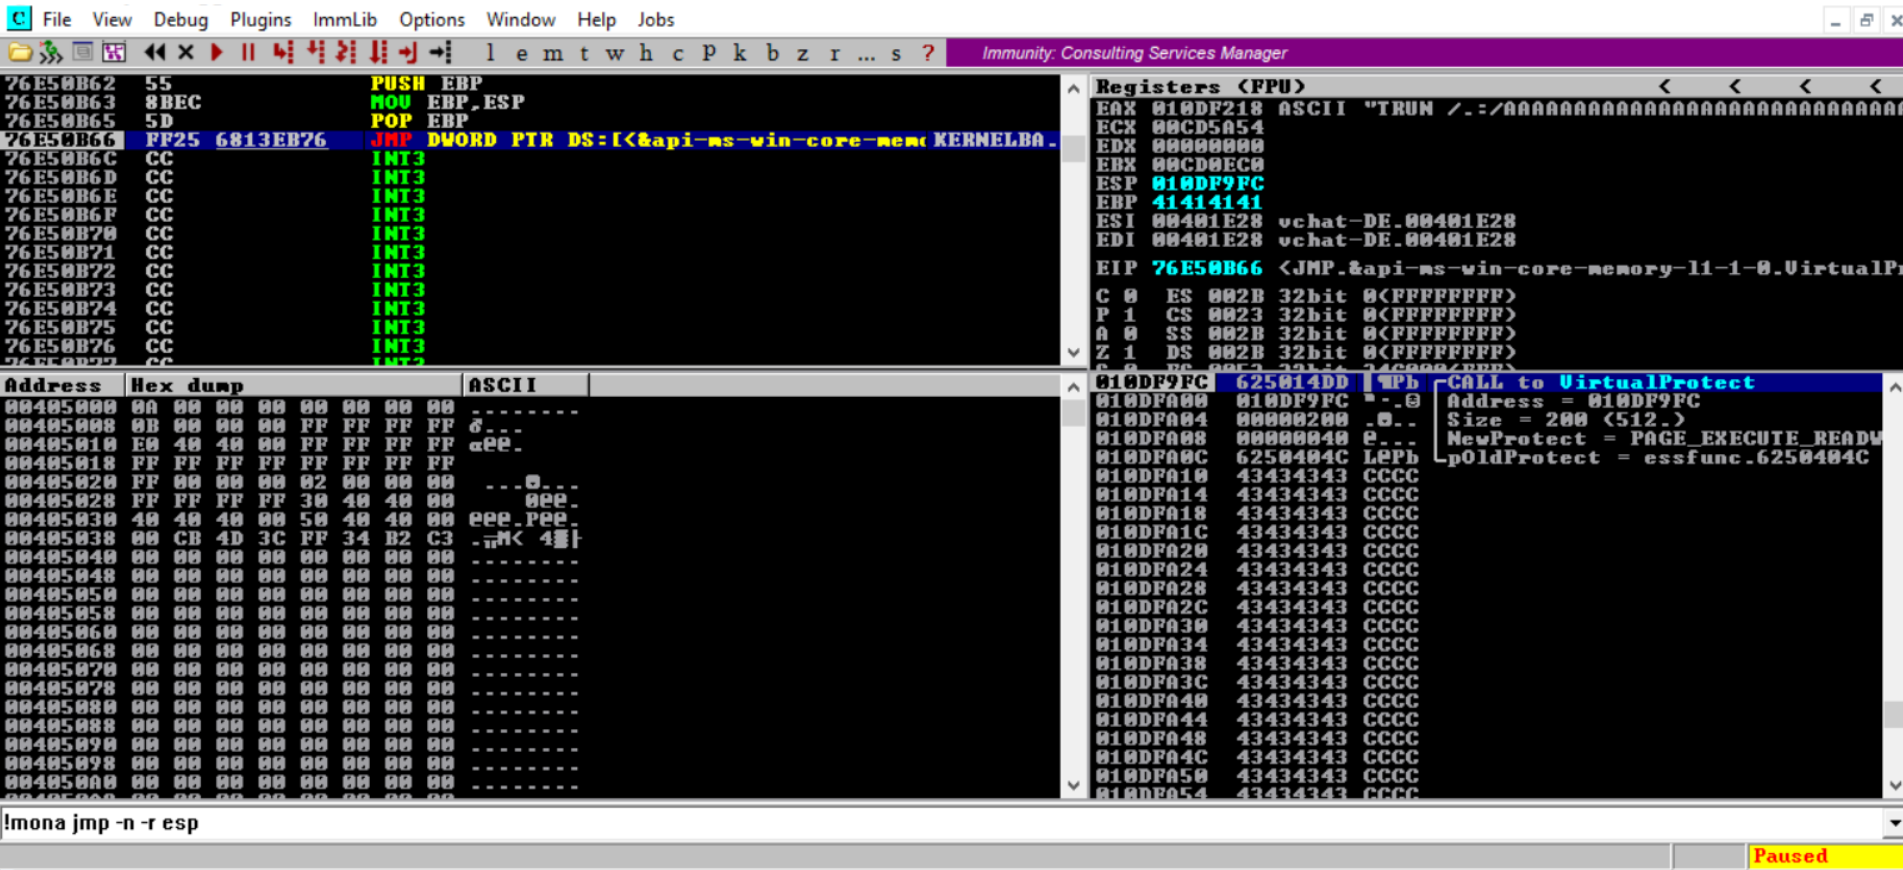 C File View Debug Plugins ImmLib Options Window Help Jobs
l e m t w h c P k b z r ... s ? Immunity: Consulting Services Manager
76E50B62 55 PUSH EBP
76E50B63 8BEC MOV EBP,ESP
76E50B65 5D POP EBP
76E50B66 FF25 6813EB76 JMP DWORD PTR DS:[<&api-ms-win-core-memo KERNELBA.
76E50B6C CC INT3
76E50B6D CC INT3
76E50B6E CC INT3
76E50B6F CC INT3
76E50B70 CC INT3
76E50B71 CC INT3
76E50B72 CC INT3
76E50B73 CC INT3
76E50B74 CC INT3
76E50B75 CC INT3
76E50B76 CC INT3
76E50B77 CC INT3
Registers (FPU) < < < <
EAX 010DF218 ASCII "TRUN /.:/AAAAAAAAAAAAAAAAAAAAAAAAAAAA
ECX 00CD5A54
EDX 00000000
EBX 00CD0EC0
ESP 010DF9FC
EBP 41414141
ESI 00401E28 vchat-DE.00401E28
EDI 00401E28 vchat-DE.00401E28
EIP 76E50B66 <JMP.&api-ms-win-core-memory-l1-1-0.VirtualPr
C 0 ES 002B 32bit 0(FFFFFFFF)
P 1 CS 0023 32bit 0(FFFFFFFF)
A 0 SS 002B 32bit 0(FFFFFFFF)
Z 1 DS 002B 32bit 0(FFFFFFFF)
Address Hex dump ASCII
00405000 0A 00 00 00 00 00 00 00 ........
00405008 0B 00 00 00 FF FF FF FF ♂...
00405010 E0 40 40 00 FF FF FF FF α@@.
00405018 FF FF FF FF FF FF FF FF
00405020 FF 00 00 00 02 00 00 00 ...☻...
00405028 FF FF FF FF 30 40 40 00 0@@.
00405030 40 40 40 00 50 40 40 00 @@@.P@@.
00405038 00 CB 4D 3C FF 34 B2 C3 .╦M< 4▓├
00405040 00 00 00 00 00 00 00 00 ........
00405048 00 00 00 00 00 00 00 00 ........
00405050 00 00 00 00 00 00 00 00 ........
00405058 00 00 00 00 00 00 00 00 ........
00405060 00 00 00 00 00 00 00 00 ........
00405068 00 00 00 00 00 00 00 00 ........
00405070 00 00 00 00 00 00 00 00 ........
00405078 00 00 00 00 00 00 00 00 ........
00405080 00 00 00 00 00 00 00 00 ........
00405088 00 00 00 00 00 00 00 00 ........
00405090 00 00 00 00 00 00 00 00 ........
00405098 00 00 00 00 00 00 00 00 ........
004050A0 00 00 00 00 00 00 00 00 ........
010DF9FC 625014DD ▌¶Pb CALL to VirtualProtect
010DFA00 010DF9FC Address = 010DF9FC
010DFA04 00000200 .☻.. Size = 200 (512.)
010DFA08 00000040 @... NewProtect = PAGE_EXECUTE_READW
010DFA0C 6250404C L@Pb pOldProtect = essfunc.6250404C
010DFA10 43434343 CCCC
010DFA14 43434343 CCCC
010DFA18 43434343 CCCC
010DFA1C 43434343 CCCC
010DFA20 43434343 CCCC
010DFA24 43434343 CCCC
010DFA28 43434343 CCCC
010DFA2C 43434343 CCCC
010DFA30 43434343 CCCC
010DFA34 43434343 CCCC
010DFA38 43434343 CCCC
010DFA3C 43434343 CCCC
010DFA40 43434343 CCCC
010DFA44 43434343 CCCC
010DFA48 43434343 CCCC
010DFA4C 43434343 CCCC
010DFA50 43434343 CCCC
010DFA54 43434343 CCCC
!mona jmp -n -r esp
Paused